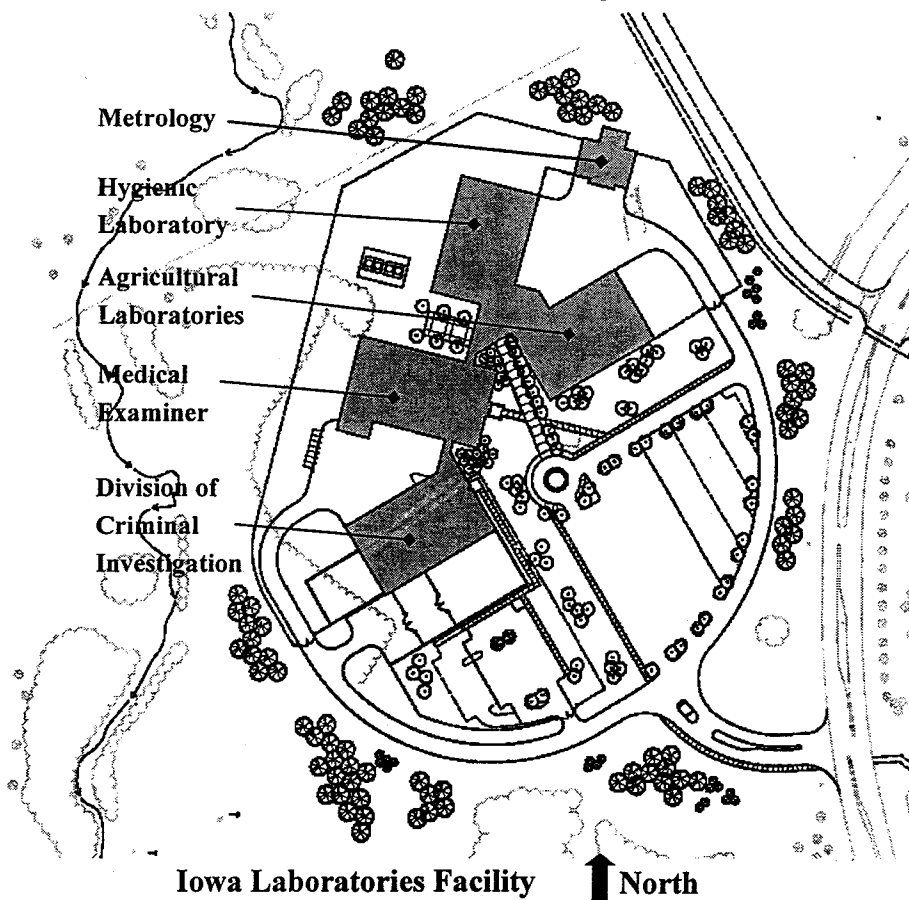 Metrology
Hygienic
Laboratory
Agricultural
Laboratories
Medical
Examiner
Division of
Criminal
Investigation
Iowa Laboratories Facility North